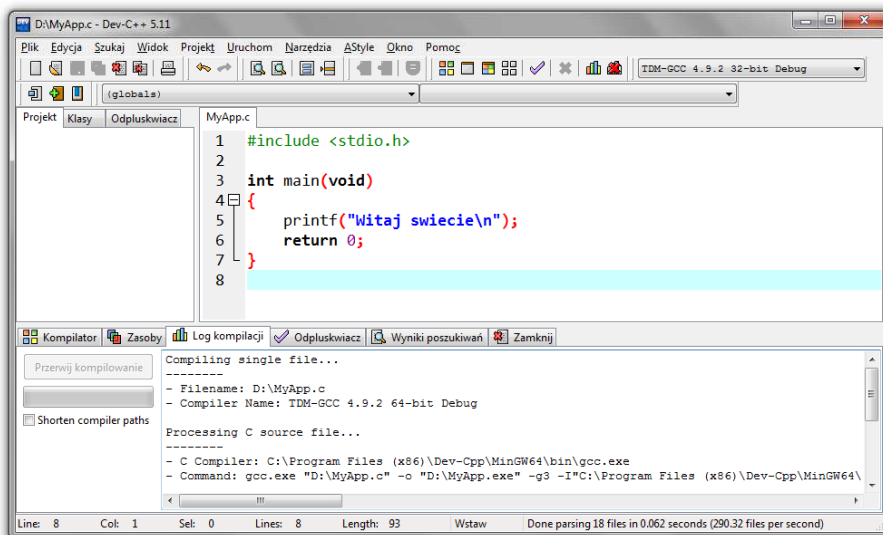 D:\MyApp.c - Dev-C++ 5.11
Plik Edycja Szukaj Widok Projekt Uruchom Narzędzia AStyle Okno Pomoc
TDM-GCC 4.9.2 32-bit Debug
(globals)
Projekt Klasy Odpluskwiacz MyApp.c
1 #include <stdio.h>
2
3 int main(void)
4 {
5 printf("Witaj swiecie\n");
6 return 0;
7 }
8
Kompilator Zasoby Log kompilacji Odpluskwiacz Wyniki poszukiwań Zamknij
Przerwij kompilowanie
Shorten compiler paths
Compiling single file...
--------
- Filename: D:\MyApp.c
- Compiler Name: TDM-GCC 4.9.2 64-bit Debug
Processing C source file...
--------
- C Compiler: C:\Program Files (x86)\Dev-Cpp\MinGW64\bin\gcc.exe
- Command: gcc.exe "D:\MyApp.c" -o "D:\MyApp.exe" -g3 -I"C:\Program Files (x86)\Dev-Cpp\MinGW64\
Line: 8 Col: 1 Sel: 0 Lines: 8 Length: 93 Wstaw Done parsing 18 files in 0.062 seconds (290.32 files per second)